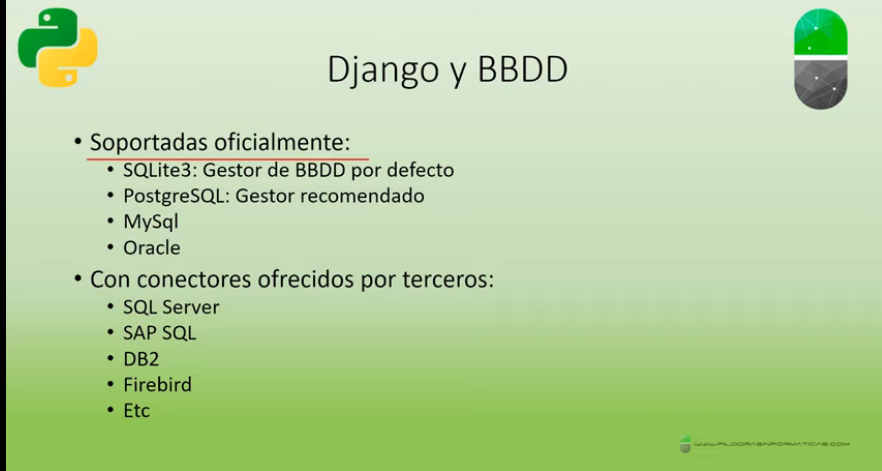 Django y BBDD
• Soportadas oficialmente:
• SQLite3: Gestor de BBDD por defecto
• PostgreSQL: Gestor recomendado
• MySql
• Oracle
• Con conectores ofrecidos por terceros:
• SQL Server
• SAP SQL
• DB2
• Firebird
• Etc
WWW.PILDORASINFORMATICAS.COM